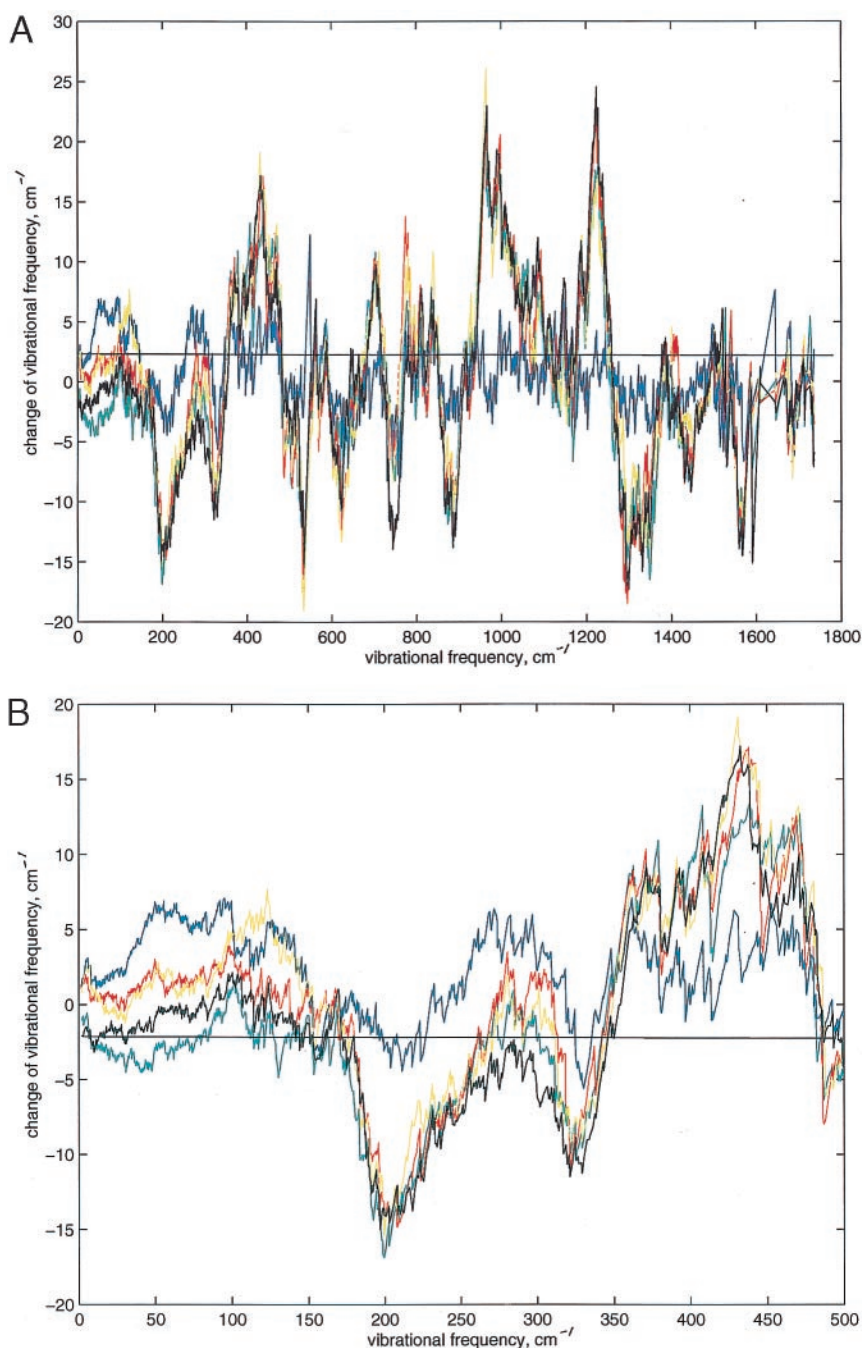 A
30
25
20
15
10
5
0
−5
−10
−15
−20
change of vibrational frequency, cm⁻¹
0 200 400 600 800 1000 1200 1400 1600 1800
vibrational frequency, cm⁻¹
B
20
15
10
5
0
−5
−10
−15
−20
change of vibrational frequency, cm⁻¹
0 50 100 150 200 250 300 350 400 450 500
vibrational frequency, cm⁻¹